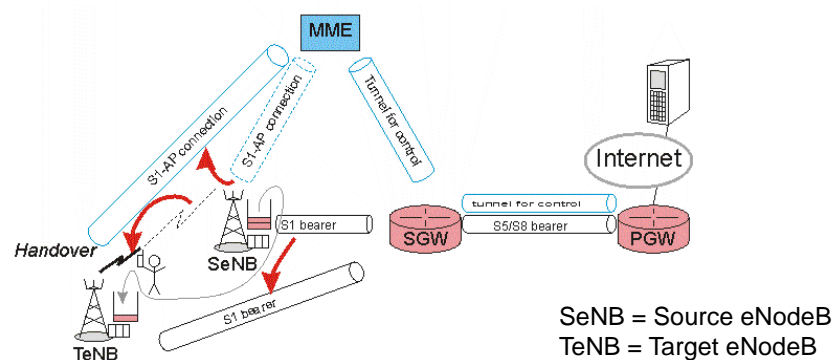 MME
S1-AP connection
S1-AP connection
Tunnel for control
Internet
tunnel for control
S1 bearer
SGW
S5/S8 bearer
PGW
Handover
SeNB
S1 bearer
TeNB
SeNB = Source eNodeB
TeNB = Target eNodeB